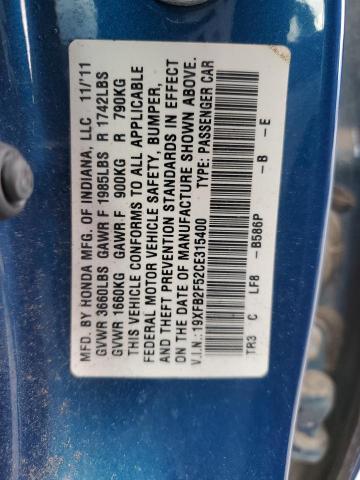 MFD. BY HONDA MFG. OF INDIANA, LLC 11/11
GVWR 3660LBS GAWR F 1985LBS R 1742LBS
GVWR 1660KG GAWR F 900KG R 790KG
THIS VEHICLE CONFORMS TO ALL APPLICABLE
FEDERAL MOTOR VEHICLE SAFETY, BUMPER,
AND THEFT PREVENTION STANDARDS IN EFFECT
ON THE DATE OF MANUFACTURE SHOWN ABOVE.
V.I.N.:19XFB2F52CE315400 TYPE: PASSENGER CAR
TR3 C LF8 -B586P -B -E